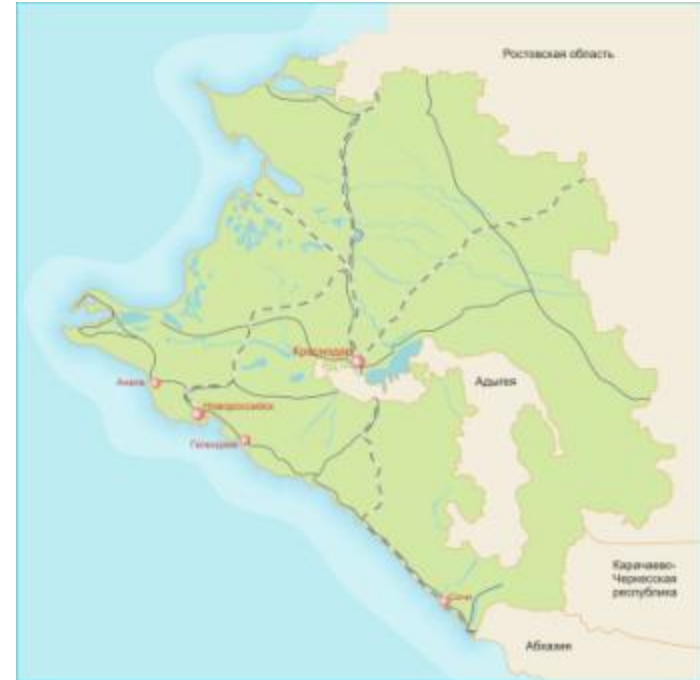 Ростовская область
Краснодар
Адыгея
Анапа
Новороссийск
Геленджик
Карачаево-
Черкесская
республика
Сочи
Абхазия